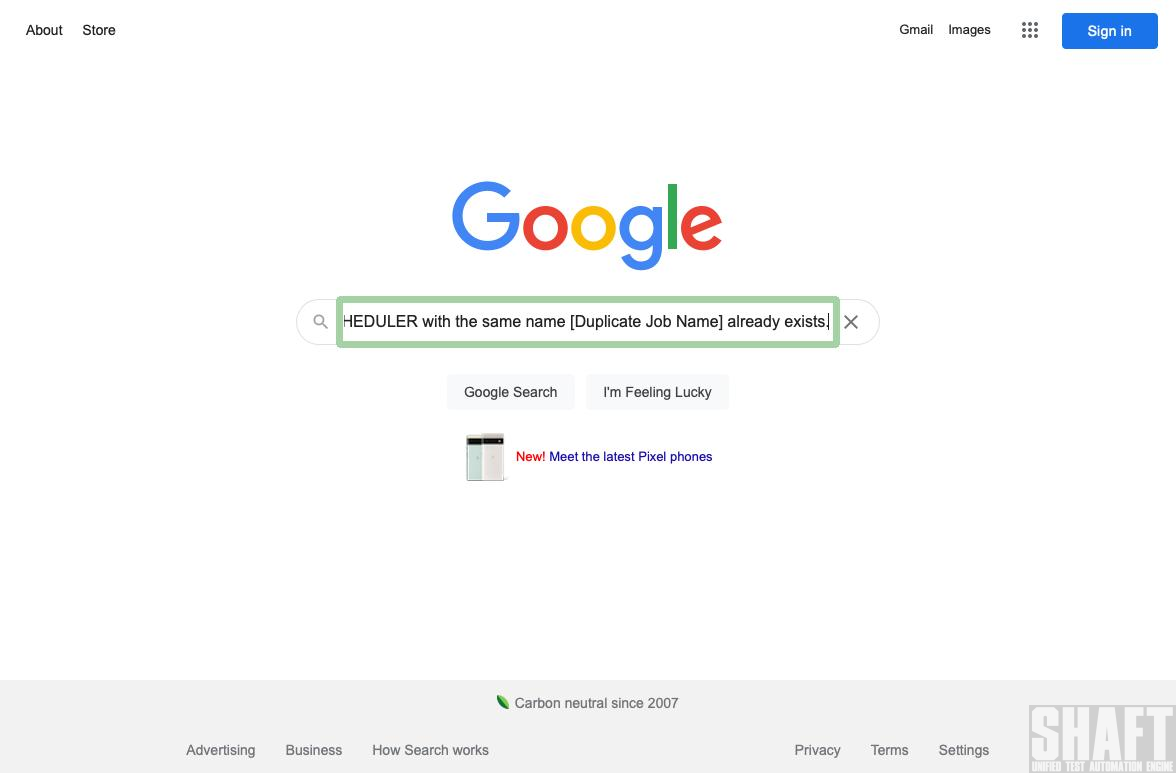 About Store
Gmail Images Sign in
Google
HEDULER with the same name [Duplicate Job Name] already exists.
Google Search I'm Feeling Lucky
New! Meet the latest Pixel phones
Carbon neutral since 2007
Advertising Business How Search works
Privacy Terms Settings
SHAFT
UNIFIED TEST AUTOMATION ENGINE